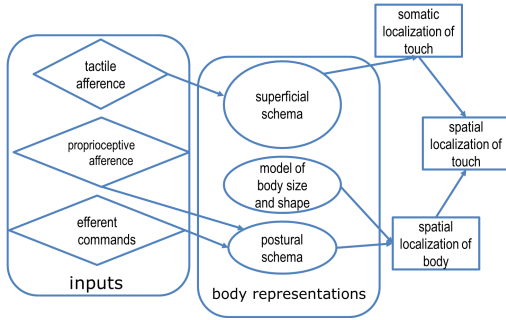 tactile
afference
proprioceptive
afference
efferent
commands
inputs
superficial
schema
model of
body size
and shape
postural
schema
body representations
somatic
localization of
touch
spatial
localization of
touch
spatial
localization of
body